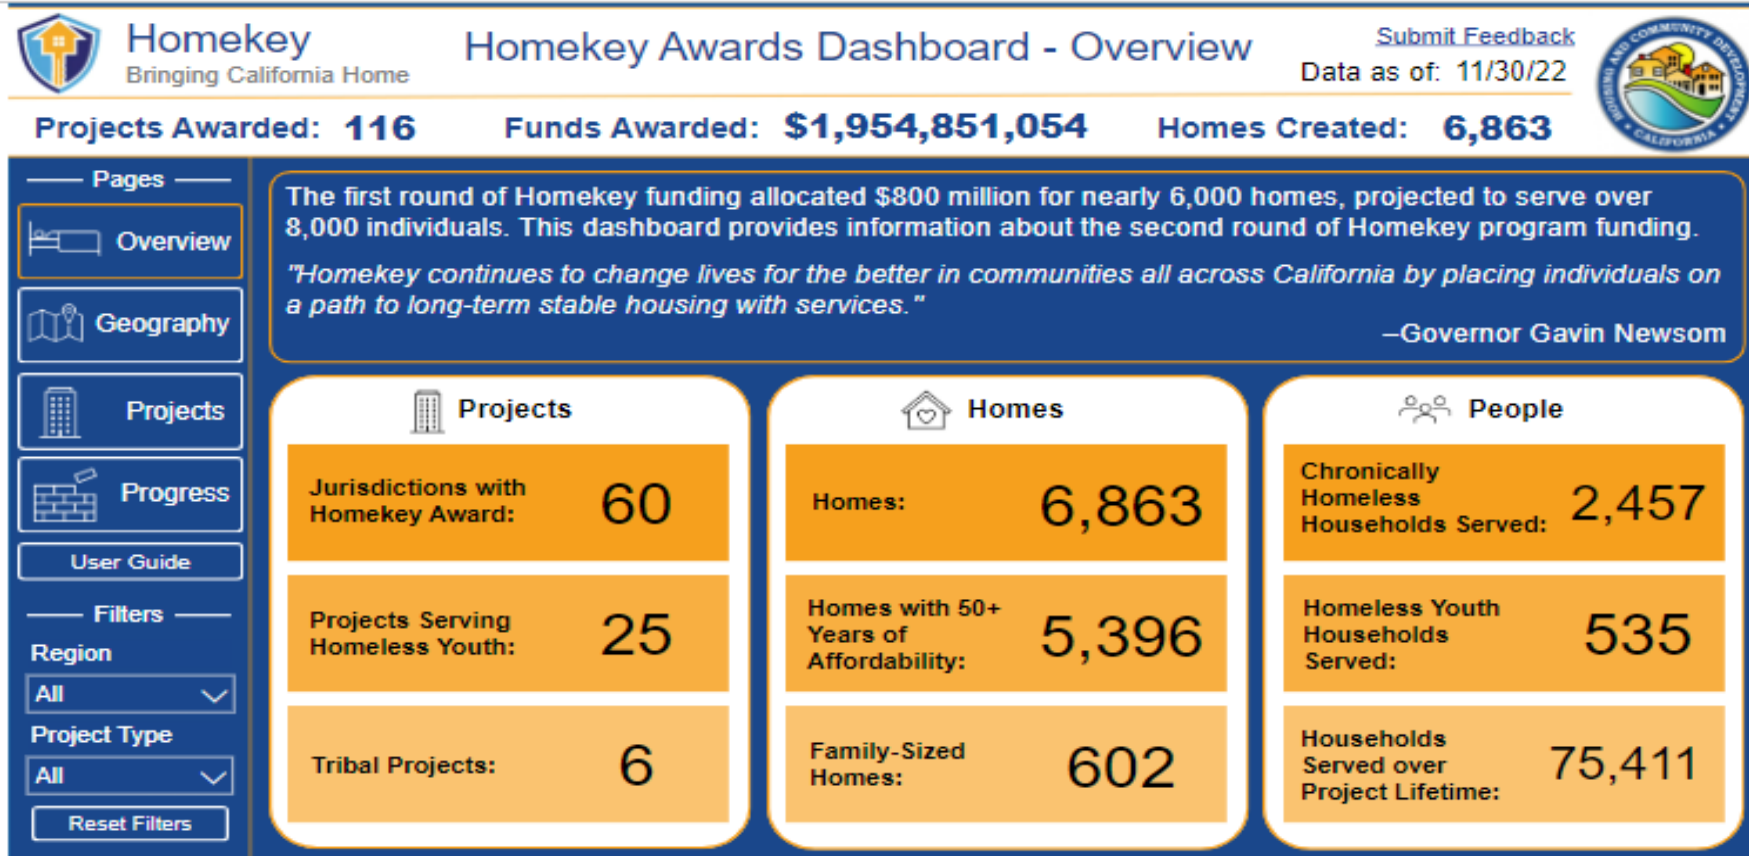 Homekey
Bringing California Home
Homekey Awards Dashboard - Overview
Submit Feedback
Data as of: 11/30/22
HOUSING AND COMMUNITY DEVELOPMENT
CALIFORNIA
Projects Awarded: 116
Funds Awarded: $1,954,851,054
Homes Created: 6,863
Pages
Overview
Geography
Projects
Progress
User Guide
Filters
Region
All
Project Type
All
Reset Filters
The first round of Homekey funding allocated $800 million for nearly 6,000 homes, projected to serve over
8,000 individuals. This dashboard provides information about the second round of Homekey program funding.
"Homekey continues to change lives for the better in communities all across California by placing individuals on
a path to long-term stable housing with services."
–Governor Gavin Newsom
Projects
Jurisdictions with
Homekey Award:
60
Projects Serving
Homeless Youth:
25
Tribal Projects:
6
Homes
Homes:
6,863
Homes with 50+
Years of
Affordability:
5,396
Family-Sized
Homes:
602
People
Chronically
Homeless
Households Served:
2,457
Homeless Youth
Households
Served:
535
Households
Served over
Project Lifetime:
75,411